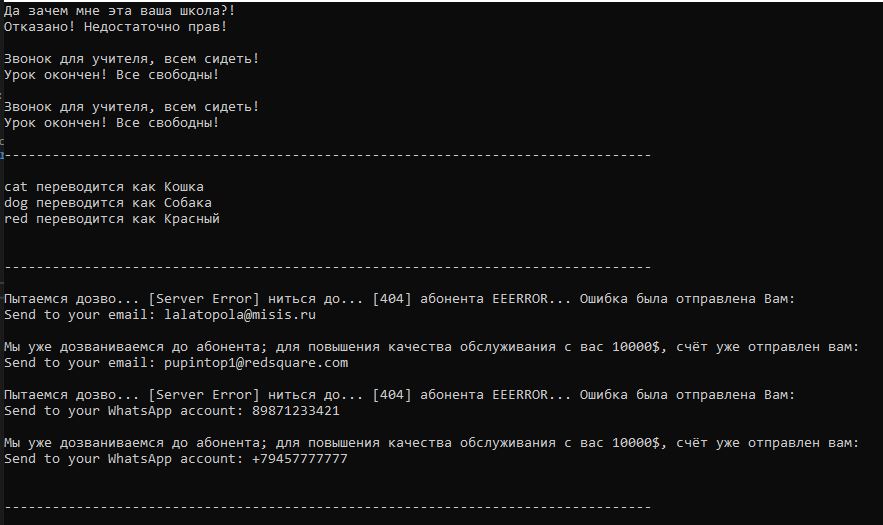 Да зачем мне эта ваша школа?!
Отказано! Недостаточно прав!
Звонок для учителя, всем сидеть!
Урок окончен! Все свободны!
Звонок для учителя, всем сидеть!
Урок окончен! Все свободны!
---------------------------------------------------------------------------------
cat переводится как Кошка
dog переводится как Собака
red переводится как Красный
---------------------------------------------------------------------------------
Пытаемся дозво... [Server Error] ниться до... [404] абонента EEERROR... Ошибка была отправлена Вам:
Send to your email: lalatopola@misis.ru
Мы уже дозваниваемся до абонента; для повышения качества обслуживания с вас 10000$, счёт уже отправлен вам:
Send to your email: pupintop1@redsquare.com
Пытаемся дозво... [Server Error] ниться до... [404] абонента EEERROR... Ошибка была отправлена Вам:
Send to your WhatsApp account: 89871233421
Мы уже дозваниваемся до абонента; для повышения качества обслуживания с вас 10000$, счёт уже отправлен вам:
Send to your WhatsApp account: +79457777777
---------------------------------------------------------------------------------